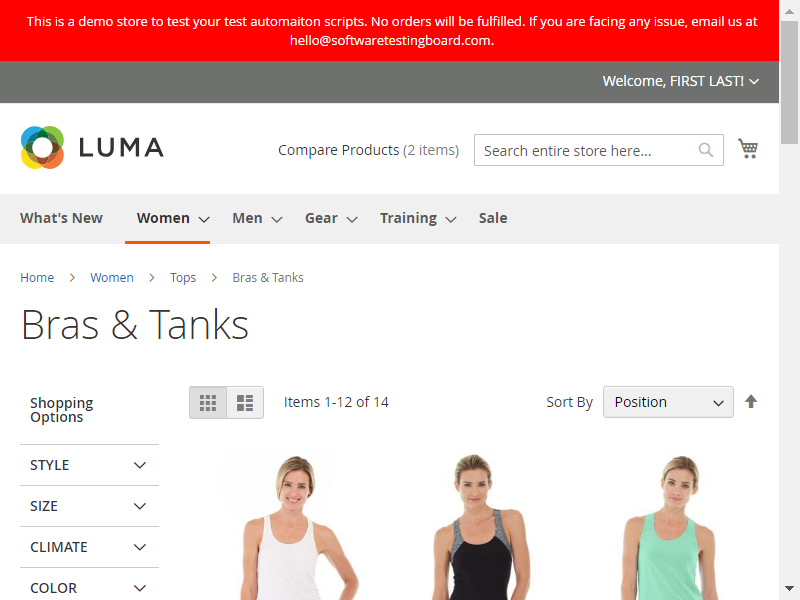 This is a demo store to test your test automaiton scripts. No orders will be fulfilled. If you are facing any issue, email us at
hello@softwaretestingboard.com.
Welcome, FIRST LAST!
LUMA
Compare Products (2 items)
Search entire store here...
What's New
Women
Men
Gear
Training
Sale
Home
Women
Tops
Bras & Tanks
Bras & Tanks
Shopping
Options
Items 1-12 of 14
Sort By
Position
STYLE
SIZE
CLIMATE
COLOR